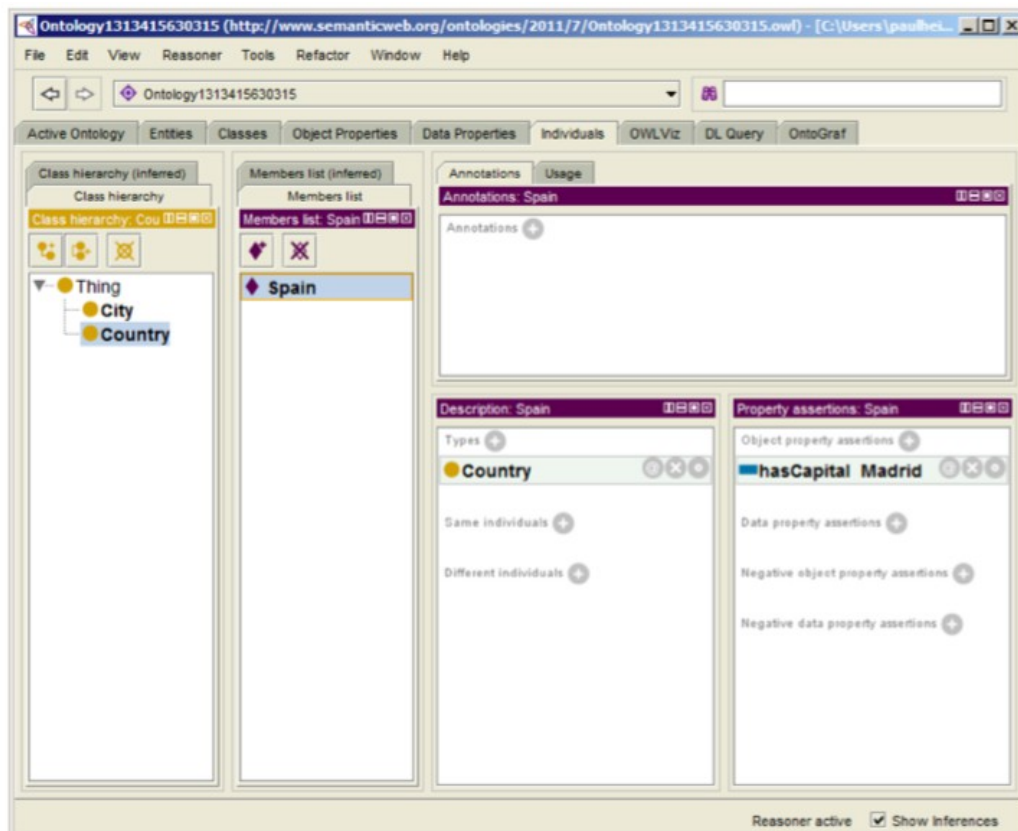 Ontology1313415630315 (http://www.semanticweb.org/ontologies/2011/7/Ontology1313415630315.owl) - [C:\Users\paulhei...
File Edit View Reasoner Tools Refactor Window Help
Ontology1313415630315
Active Ontology Entities Classes Object Properties Data Properties Individuals OWLViz DL Query OntoGraf
Class hierarchy (inferred)
Class hierarchy
Class hierarchy: Cou
Thing
City
Country
Members list (inferred)
Members list
Members list: Spain
Spain
Annotations Usage
Annotations: Spain
Annotations
Description: Spain
Types
Country
Same individuals
Different individuals
Property assertions: Spain
Object property assertions
hasCapital Madrid
Data property assertions
Negative object property assertions
Negative data property assertions
Reasoner active Show Inferences